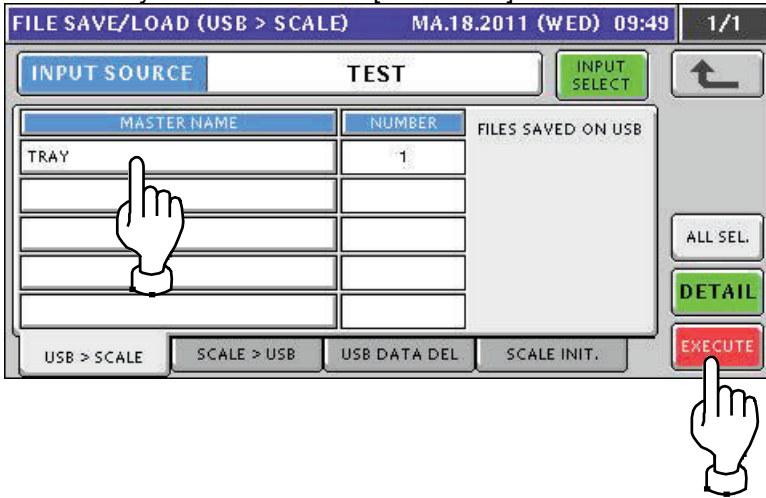 FILE SAVE/LOAD (USB > SCALE) MA.18.2011 (WED) 09:49 1/1
INPUT SOURCE TEST INPUT SELECT
MASTER NAME NUMBER FILES SAVED ON USB
TRAY 1
ALL SEL.
DETAIL
USB > SCALE SCALE > USB USB DATA DEL SCALE INIT. EXECUTE